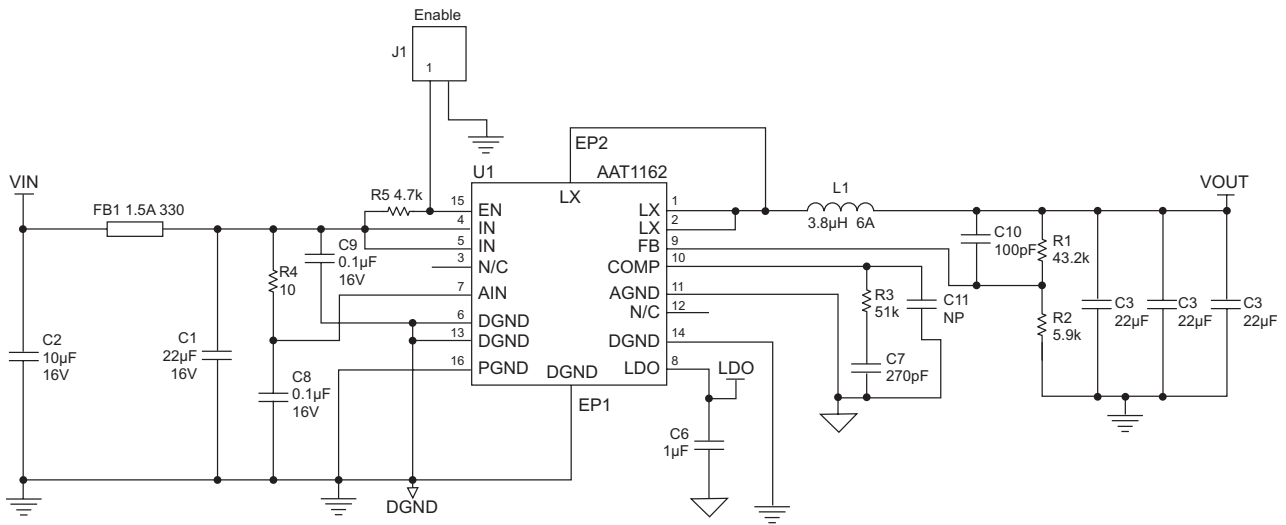 Enable
J1
1
EP2
U1
AAT1162
LX
VIN
FB1 1.5A 330
R5 4.7k
15
EN
4
IN
5
IN
3
N/C
7
AIN
6
DGND
13
DGND
16
PGND
DGND
EP1
LX
1
LX
2
FB
9
COMP
10
AGND
11
N/C
12
DGND
14
LDO
8
L1
3.8µH 6A
VOUT
C9
0.1µF
16V
R4
10
C2
10µF
16V
C1
22µF
16V
C8
0.1µF
16V
DGND
C10
100pF
R1
43.2k
R3
51k
C11
NP
C7
270pF
R2
5.9k
C3
22µF
C3
22µF
C3
22µF
LDO
C6
1µF